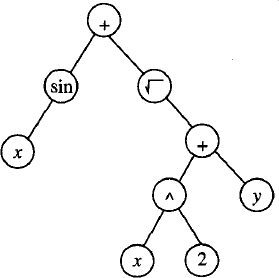 +
sin √
x +
^ y
x 2